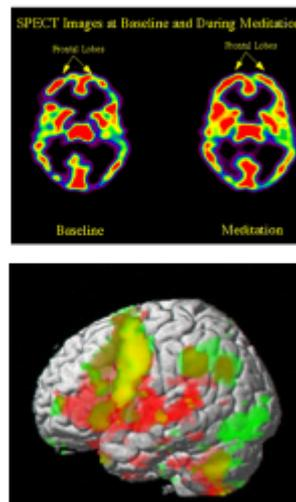 SPECT Images at Baseline and During Meditation
Frontal Lobes
Frontal Lobes
Baseline
Meditation